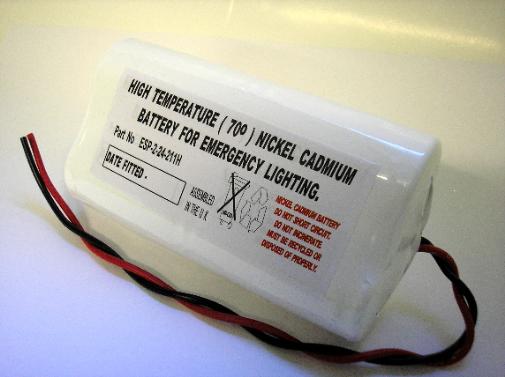 HIGH TEMPERATURE ( 70º ) NICKEL CADMIUM
BATTERY FOR EMERGENCY LIGHTING.
Part No ESP-2-24-211H
DATE FITTED -
ASSEMBLED
IN THE U.K
NICKEL CADMIUM BATTERY
DO NOT SHORT CIRCUIT.
DO NOT INCINERATE.
MUST BE RECYCLED OR
DISPOSED OF PROPERLY.